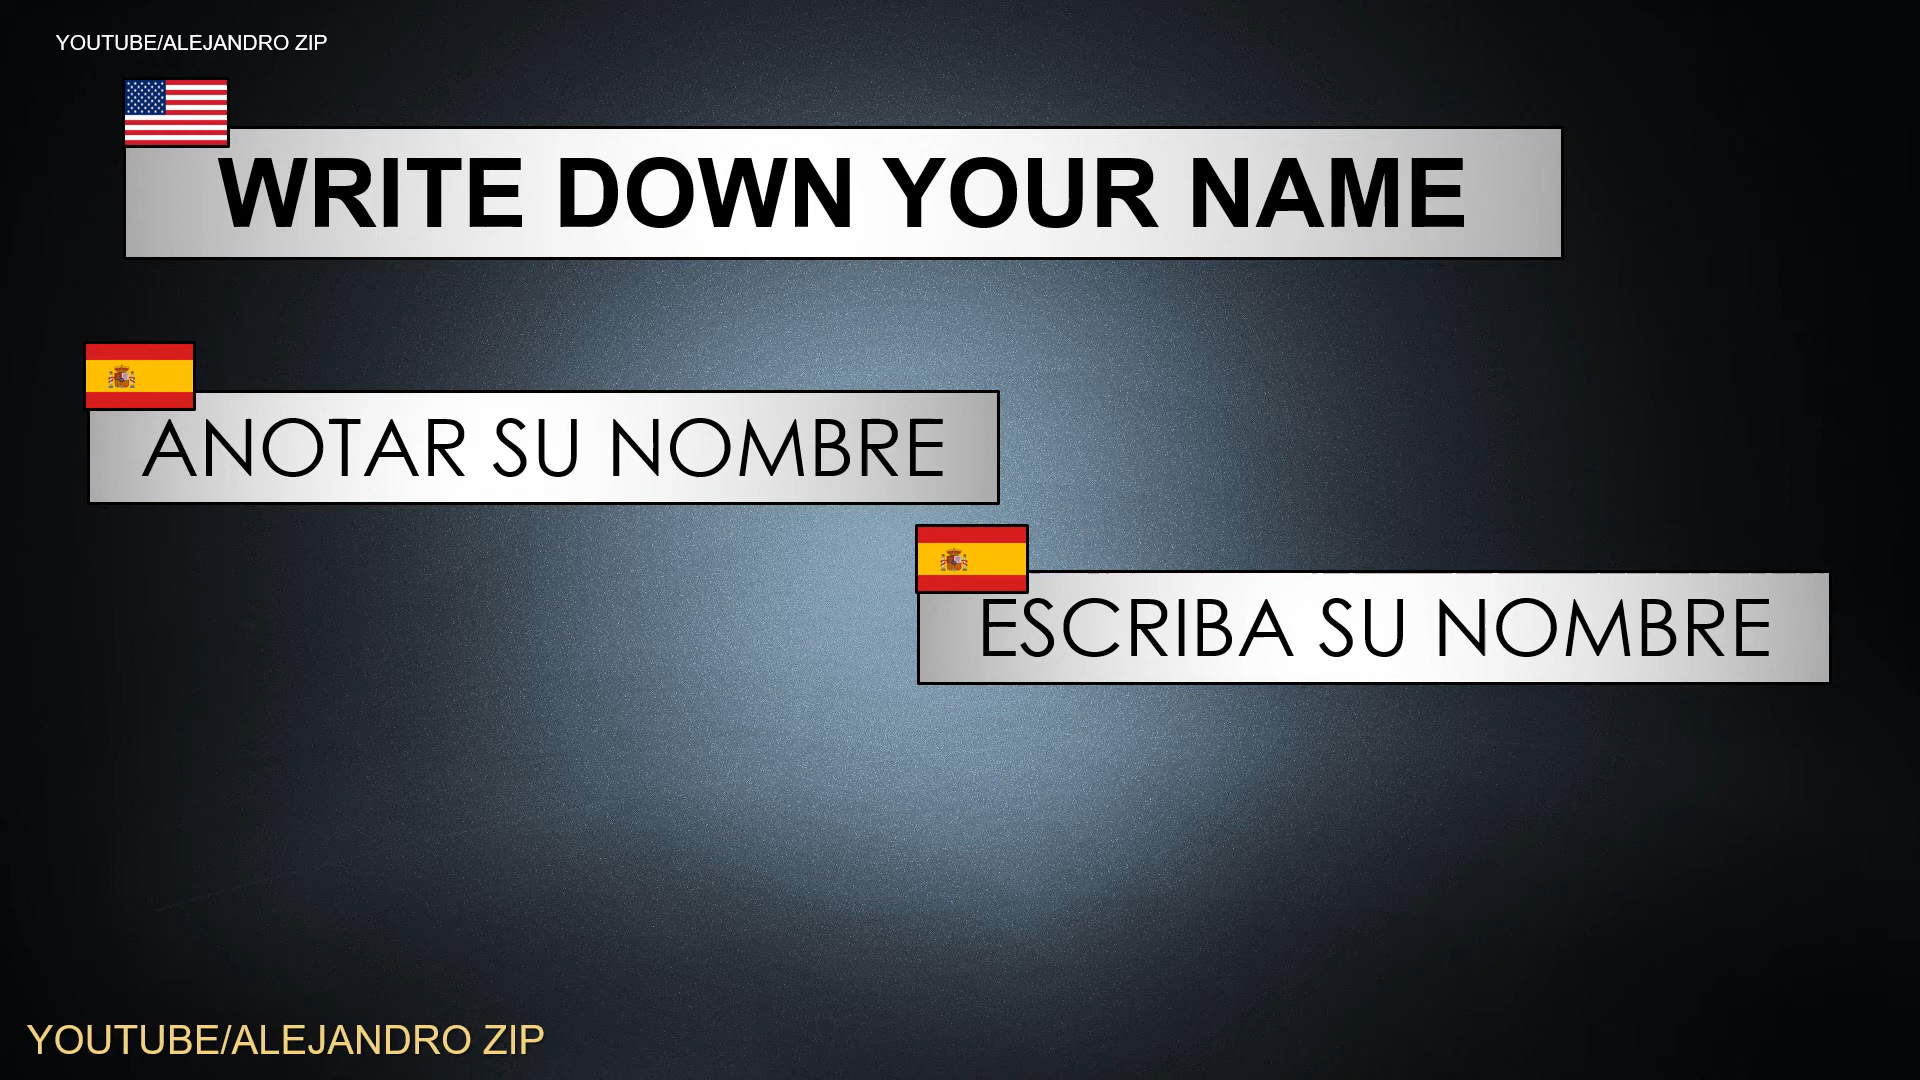 YOUTUBE/ALEJANDRO ZIP
WRITE DOWN YOUR NAME
ANOTAR SU NOMBRE
ESCRIBA SU NOMBRE
YOUTUBE/ALEJANDRO ZIP